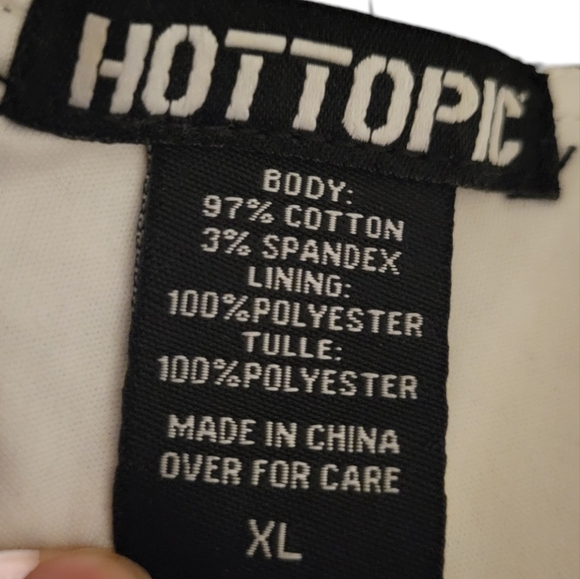 HOTTOPIC
BODY:
97% COTTON
3% SPANDEX
LINING:
100%POLYESTER
TULLE:
100%POLYESTER
MADE IN CHINA
OVER FOR CARE
XL